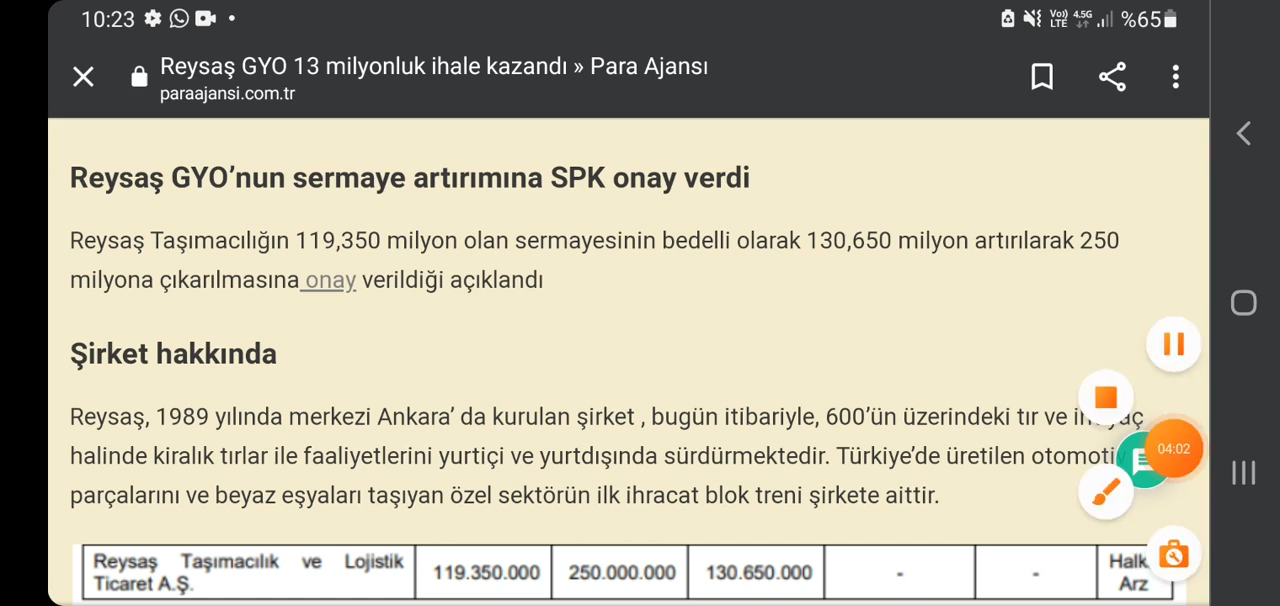 10:23
Vo)) LTE 4,5G %65
Reysaş GYO 13 milyonluk ihale kazandı » Para Ajansı
paraajansi.com.tr
Reysaş GYO’nun sermaye artırımına SPK onay verdi
Reysaş Taşımacılığın 119,350 milyon olan sermayesinin bedelli olarak 130,650 milyon artırılarak 250
milyona çıkarılmasına onay verildiği açıklandı
Şirket hakkında
Reysaş, 1989 yılında merkezi Ankara’ da kurulan şirket , bugün itibariyle, 600’ün üzerindeki tır ve
halinde kiralık tırlar ile faaliyetlerini yurtiçi ve yurtdışında sürdürmektedir. Türkiye’de üretilen otomotiv
04:02
parçalarını ve beyaz eşyaları taşıyan özel sektörün ilk ihracat blok treni şirkete aittir.
Reysaş Taşımacılık ve Lojistik
Ticaret A.Ş.
119.350.000 250.000.000 130.650.000 - -
Halk
Arz